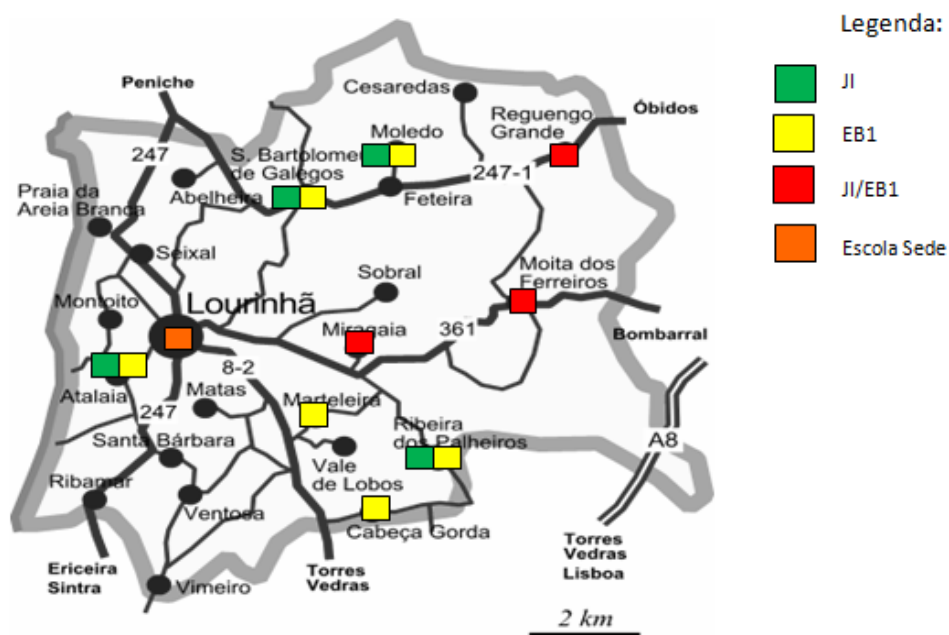 Legenda:
JI
EB1
JI/EB1
Escola Sede
Peniche
Cesaredas
Reguengo
Grande
Óbidos
247
Moledo
S. Bartolomeu
de Galegos
247-1
Abelheira
Feteira
Praia da
Areia Branca
Seixal
Sobral
Moita dos
Ferreiros
Montoito
Lourinhã
Miragaia
361
Bombarral
8-2
Atalaia
Matas
247
Marteleira
Ribeira
dos Palheiros
A8
Santa Bárbara
Vale
de Lobos
Ribamar
Ventosa
Cabeça Gorda
Ericeira
Sintra
Vimeiro
Torres
Vedras
Torres
Vedras
Lisboa
2 km